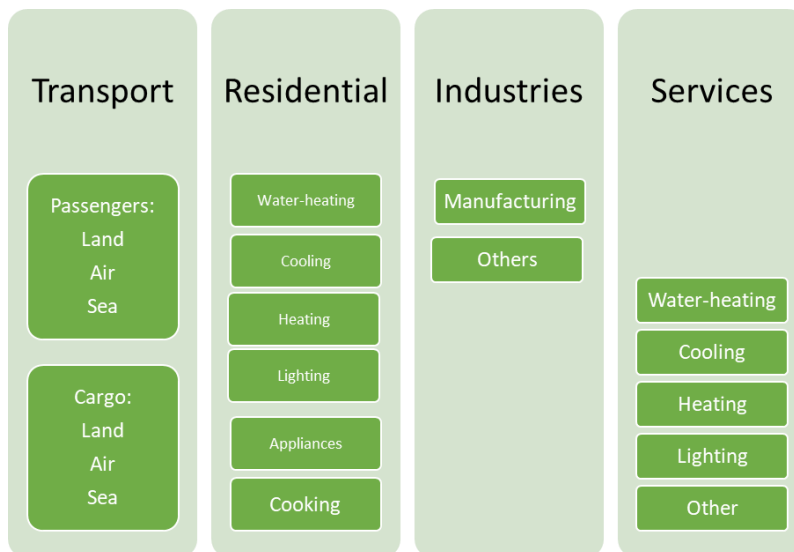 Transport
Passengers:
Land
Air
Sea
Cargo:
Land
Air
Sea
Residential
Water-heating
Cooling
Heating
Lighting
Appliances
Cooking
Industries
Manufacturing
Others
Services
Water-heating
Cooling
Heating
Lighting
Other